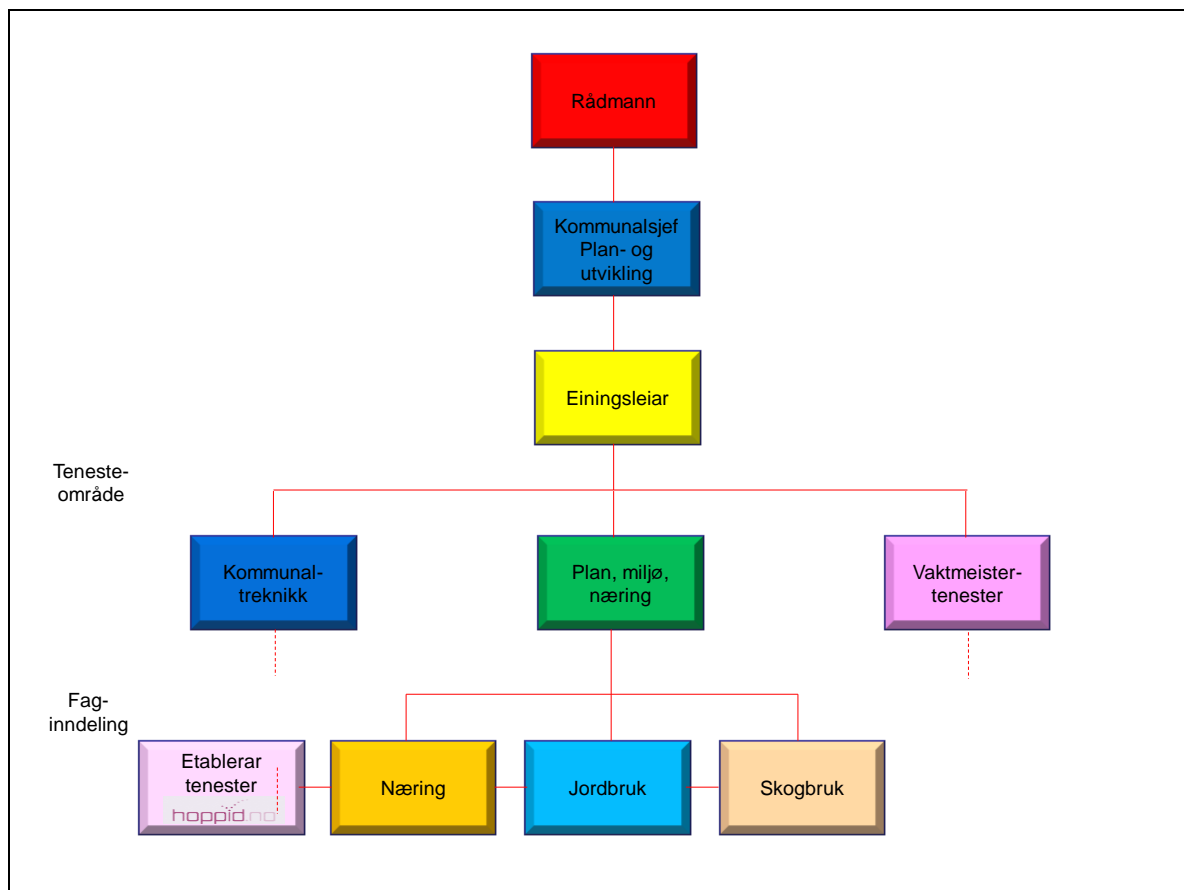 Rådmann
Kommunalsjef
Plan- og
utvikling
Einingsleiar
Teneste-
område
Kommunal-
treknikk
Plan, miljø,
næring
Vaktmeister-
tenester
Fag-
inndeling
Etablerar
tenester
hoppid.no
Næring
Jordbruk
Skogbruk